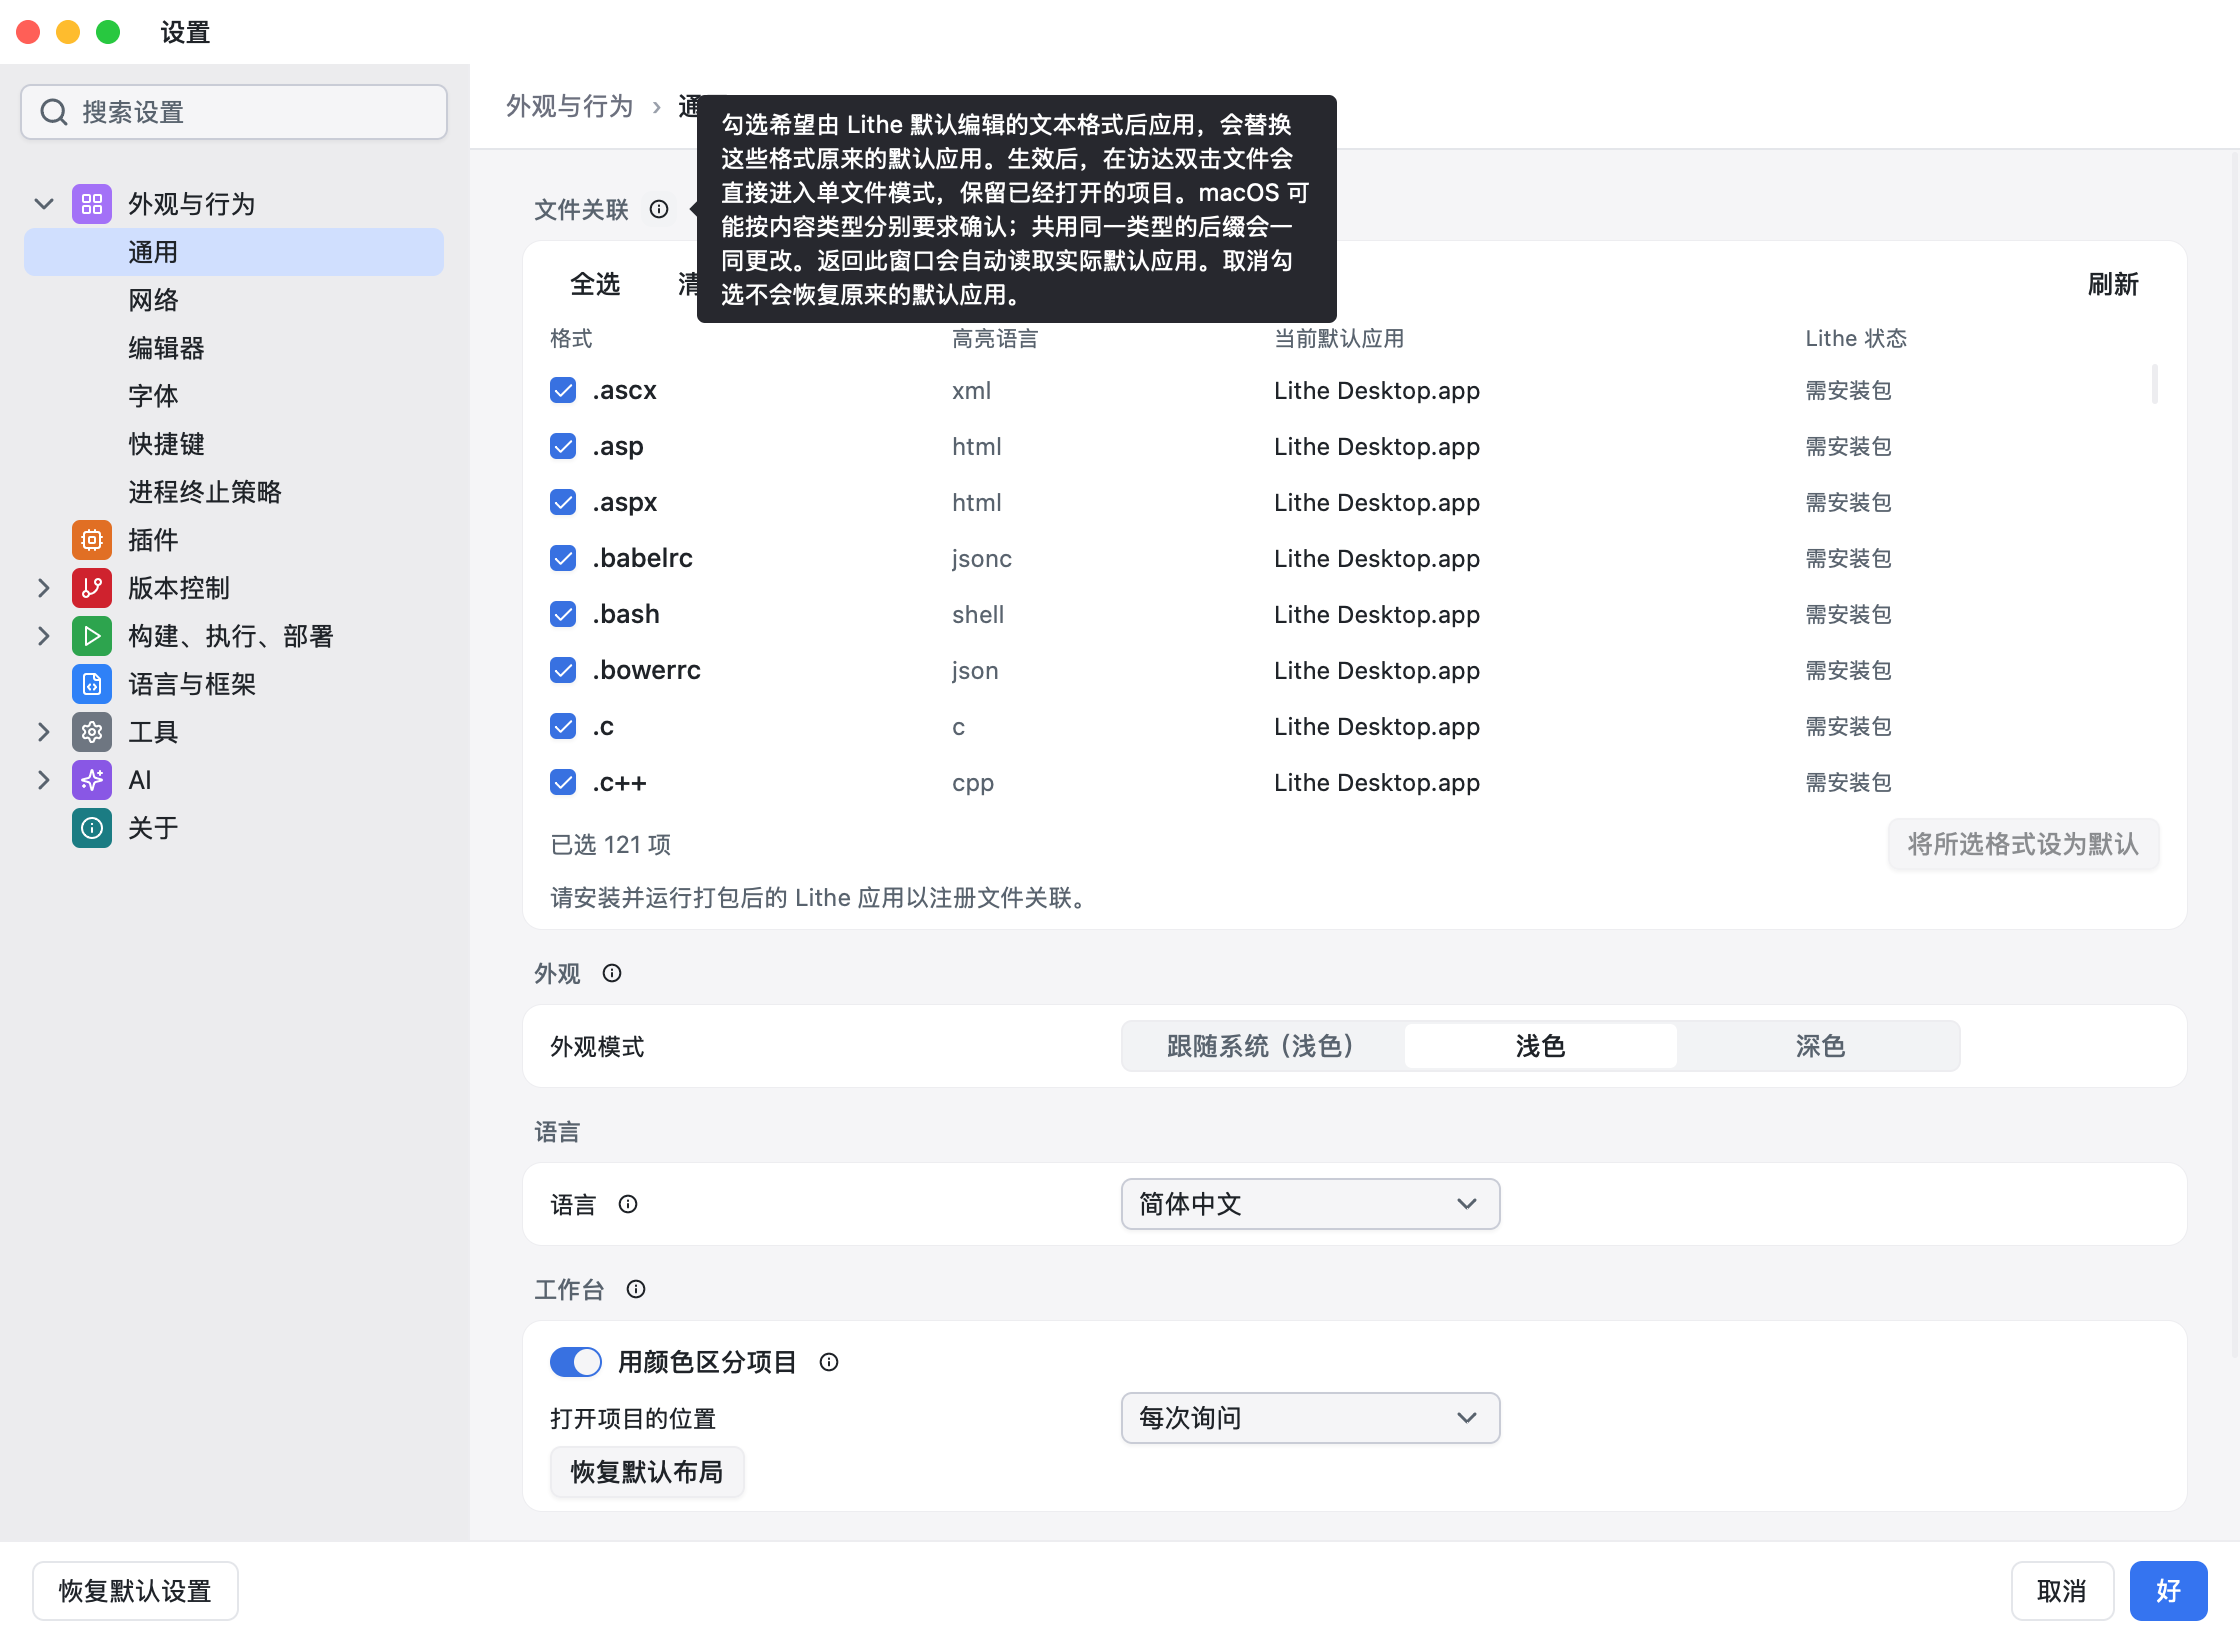 设置
搜索设置
外观与行为
通用
网络
编辑器
字体
快捷键
进程终止策略
插件
版本控制
构建、执行、部署
语言与框架
工具
AI
关于
外观与行为 › 通
勾选希望由 Lithe 默认编辑的文本格式后应用，会替换
这些格式原来的默认应用。生效后，在访达双击文件会
直接进入单文件模式，保留已经打开的项目。macOS 可
能按内容类型分别要求确认；共用同一类型的后缀会一
同更改。返回此窗口会自动读取实际默认应用。取消勾
选不会恢复原来的默认应用。
文件关联
全选 清 刷新
格式 高亮语言 当前默认应用 Lithe 状态
.ascx xml Lithe Desktop.app 需安装包
.asp html Lithe Desktop.app 需安装包
.aspx html Lithe Desktop.app 需安装包
.babelrc jsonc Lithe Desktop.app 需安装包
.bash shell Lithe Desktop.app 需安装包
.bowerrc json Lithe Desktop.app 需安装包
.c c Lithe Desktop.app 需安装包
.c++ cpp Lithe Desktop.app 需安装包
已选 121 项 将所选格式设为默认
请安装并运行打包后的 Lithe 应用以注册文件关联。
外观
外观模式 跟随系统（浅色） 浅色 深色
语言
语言 简体中文
工作台
用颜色区分项目
打开项目的位置 每次询问
恢复默认布局
恢复默认设置 取消 好